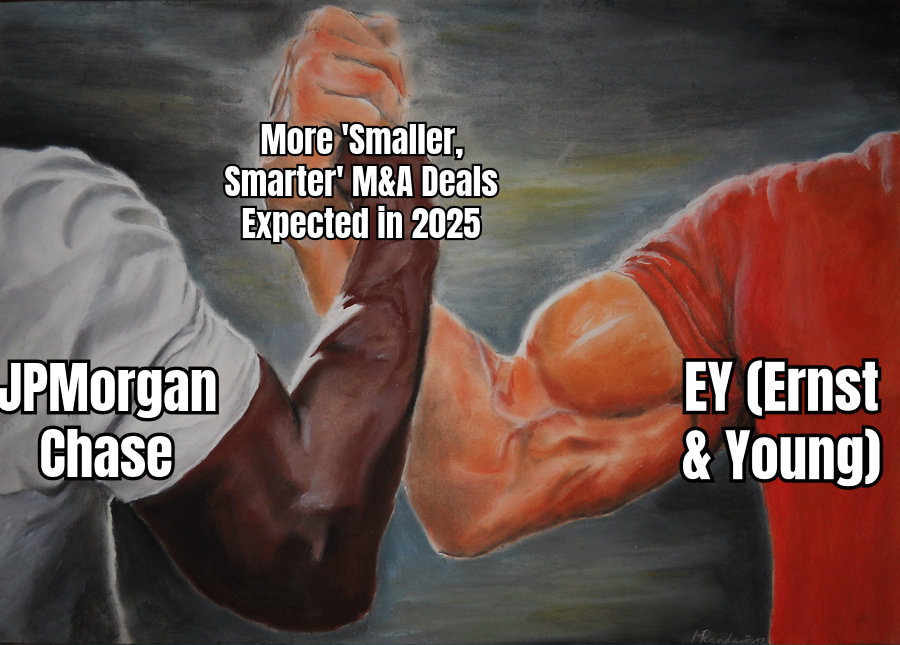 More 'Smaller,
Smarter' M&A Deals
Expected in 2025
JPMorgan
Chase
EY (Ernst
& Young)